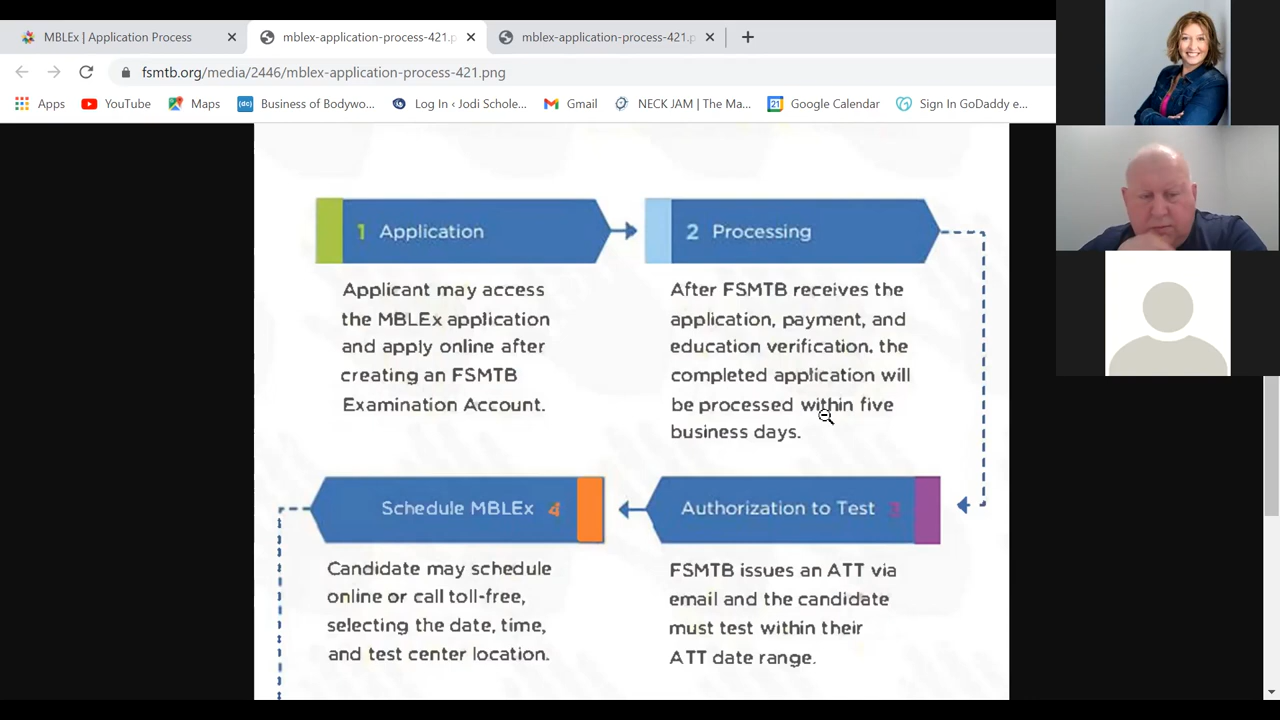 MBLEx | Application Process
mblex-application-process-421.p
mblex-application-process-421.p
fsmtb.org/media/2446/mblex-application-process-421.png
Apps YouTube Maps Business of Bodywo... Log In ‹ Jodi Schole... Gmail NECK JAM | The Ma... Google Calendar Sign In GoDaddy e...
1 Application
Applicant may access
the MBLEx application
and apply online after
creating an FSMTB
Examination Account.
2 Processing
After FSMTB receives the
application, payment, and
education verification, the
completed application will
be processed within five
business days.
Authorization to Test 3
FSMTB issues an ATT via
email and the candidate
must test within their
ATT date range.
Schedule MBLEx 4
Candidate may schedule
online or call toll-free,
selecting the date, time,
and test center location.